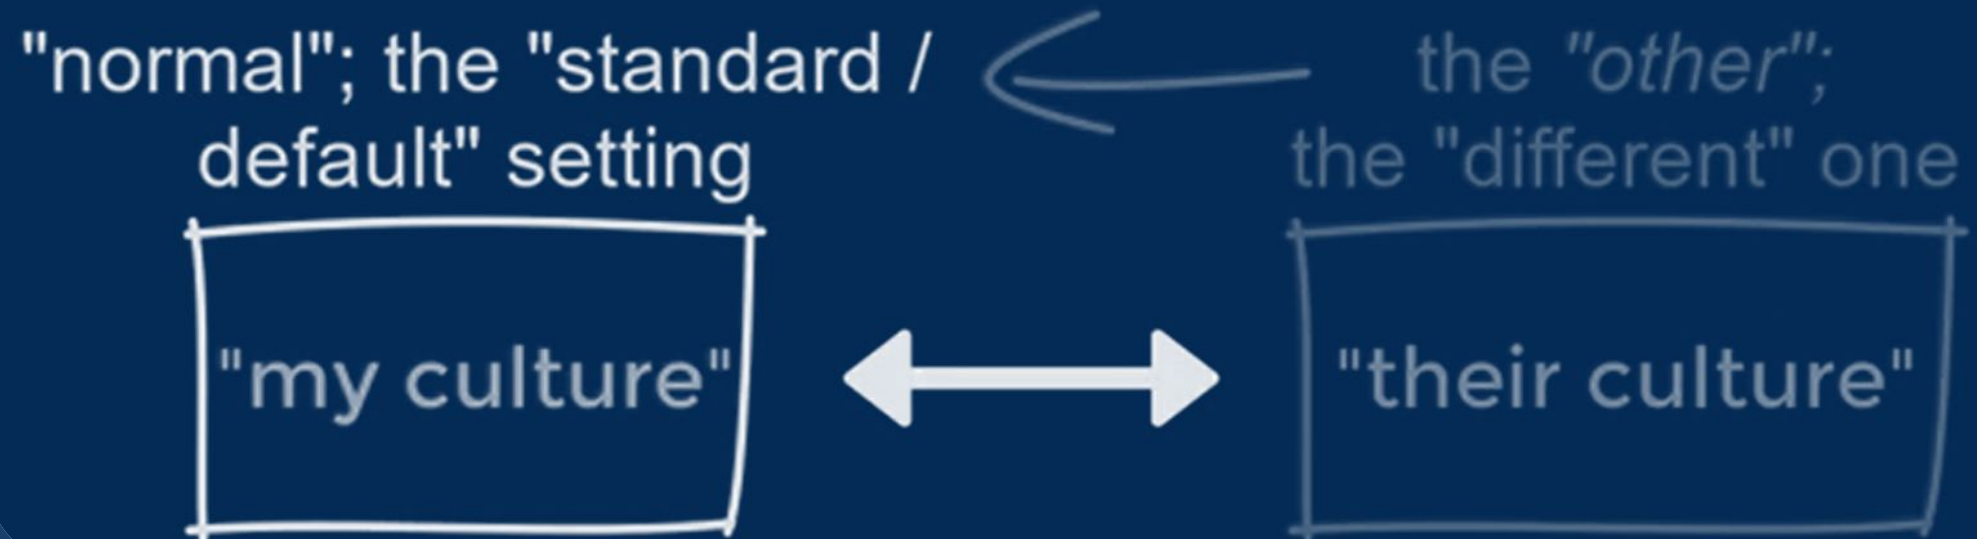 "normal"; the "standard /
default" setting
the "other";
the "different" one
"my culture"
"their culture"